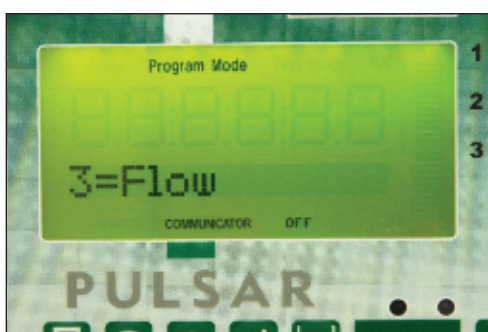 Program Mode
1
2
3
3=Flow
COMMUNICATOR OFF
PULSAR